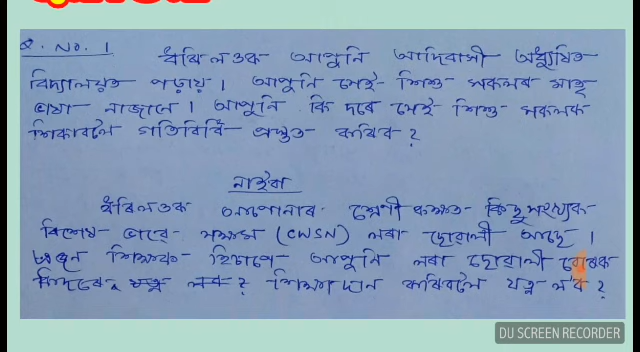 Q. No. 1
ধৰিলওক আপুনি আদিবাসী অধ্যুষিত
বিদ্যালয়ত পঢ়ায়। আপুনি সেই শিশু সকলৰ মাতৃ
ভাষা নাজানে। আপুনি কি দৰে সেই শিশু সকলক
শিকাবলৈ গতিবিধি প্ৰস্তুত কৰিব?
নাইবা
ধৰিলওক আপোনাৰ শ্ৰেণী কক্ষত কিছু সংখ্যক
বিশেষ ভাবে সক্ষম (CWSN) লৰা ছোৱালী আছে।
এজন শিক্ষক হিচাপে আপুনি লৰা ছোৱালী বোৰক
কিদৰে যত্ন লব? শিক্ষাদান কৰিবলৈ যত্ন ল'ব?
DU SCREEN RECORDER